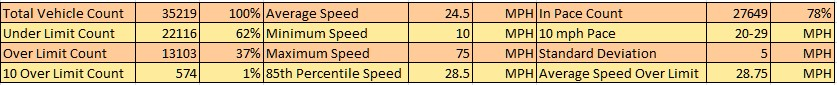 Total Vehicle Count 35219 100% Average Speed 24.5 MPH In Pace Count 27649 78%
Under Limit Count 22116 62% Minimum Speed 10 MPH 10 mph Pace 20-29 MPH
Over Limit Count 13103 37% Maximum Speed 75 MPH Standard Deviation 5 MPH
10 Over Limit Count 574 1% 85th Percentile Speed 28.5 MPH Average Speed Over Limit 28.75 MPH